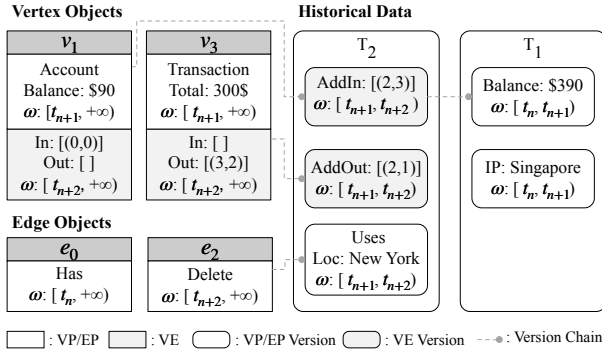 Vertex Objects
Historical Data
v1
Account
Balance: $90
ω: [tn+1, +∞)
In: [(0,0)]
Out: [ ]
ω: [ tn+2, +∞)
v3
Transaction
Total: 300$
ω: [ tn+1, +∞)
In: [ ]
Out: [(3,2)]
ω: [ tn+2, +∞)
Edge Objects
e0
Has
ω: [ tn, +∞)
e2
Delete
ω: [ tn+2, +∞)
T2
AddIn: [(2,3)]
ω: [ tn+1, tn+2 )
AddOut: [(2,1)]
ω: [ tn+1, tn+2)
Uses
Loc: New York
ω: [ tn+1, tn+2)
T1
Balance: $390
ω: [ tn, tn+1)
IP: Singapore
ω: [ tn, tn+1)
: VP/EP : VE : VP/EP Version : VE Version : Version Chain